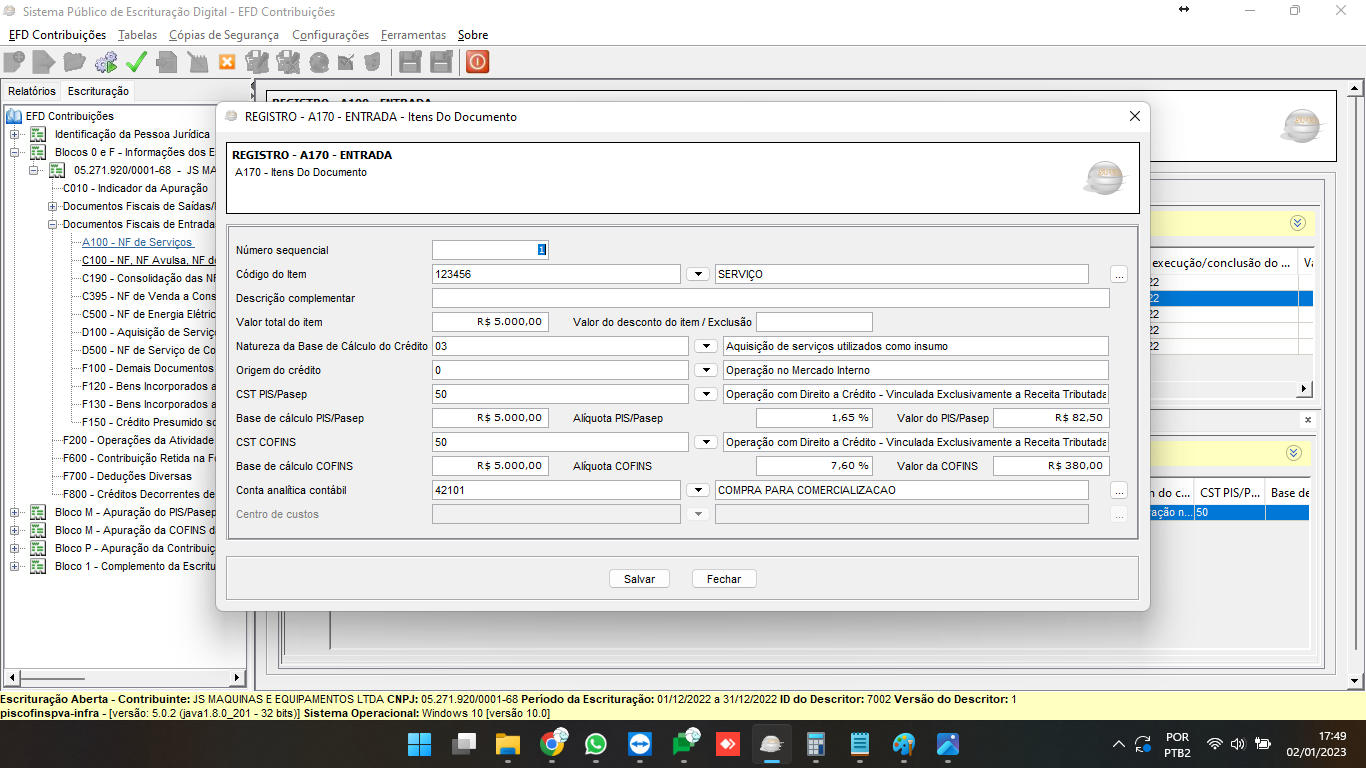 Sistema Público de Escrituração Digital - EFD Contribuições
EFD Contribuições Tabelas Cópias de Segurança Configurações Ferramentas Sobre
Relatórios Escrituração
EFD Contribuições
Identificação da Pessoa Jurídica
Blocos 0 e F - Informações dos E
05.271.920/0001-68 - JS MA
C010 - Indicador da Apuração
Documentos Fiscais de Saídas/
Documentos Fiscais de Entrada
A100 - NF de Serviços
C100 - NF, NF Avulsa, NF de
C190 - Consolidação das NF
C395 - NF de Venda a Cons
C500 - NF de Energia Elétric
D100 - Aquisição de Serviço
D500 - NF de Serviço de Co
F100 - Demais Documentos
F120 - Bens Incorporados a
F130 - Bens Incorporados a
F150 - Crédito Presumido so
F200 - Operações da Atividade
F600 - Contribuição Retida na Fo
F700 - Deduções Diversas
F800 - Créditos Decorrentes de
Bloco M - Apuração do PIS/Pasep
Bloco M - Apuração da COFINS d
Bloco P - Apuração da Contribuiç
Bloco 1 - Complemento da Escritu
REGISTRO - A100 - ENTRADA
REGISTRO - A170 - ENTRADA - Itens Do Documento
REGISTRO - A170 - ENTRADA
A170 - Itens Do Documento
Número sequencial 1
Código do Item 123456 SERVIÇO ...
Descrição complementar
Valor total do item R$ 5.000,00 Valor do desconto do item / Exclusão
Natureza da Base de Cálculo do Crédito 03 Aquisição de serviços utilizados como insumo
Origem do crédito 0 Operação no Mercado Interno
CST PIS/Pasep 50 Operação com Direito a Crédito - Vinculada Exclusivamente a Receita Tributada
Base de cálculo PIS/Pasep R$ 5.000,00 Alíquota PIS/Pasep 1,65 % Valor do PIS/Pasep R$ 82,50
CST COFINS 50 Operação com Direito a Crédito - Vinculada Exclusivamente a Receita Tributada
Base de cálculo COFINS R$ 5.000,00 Alíquota COFINS 7,60 % Valor da COFINS R$ 380,00
Conta analítica contábil 42101 COMPRA PARA COMERCIALIZACAO ...
Centro de custos ...
Salvar Fechar
execução/conclusão do ... Va
22
22
22
22
22
n do c... CST PIS/P... Base de
ação n... 50
Escrituração Aberta - Contribuinte: JS MAQUINAS E EQUIPAMENTOS LTDA CNPJ: 05.271.920/0001-68 Período da Escrituração: 01/12/2022 a 31/12/2022 ID do Descritor: 7002 Versão do Descritor: 1
piscofinspva-infra - [versão: 5.0.2 (java1.8.0_201 - 32 bits)] Sistema Operacional: Windows 10 [versão 10.0]
POR
PTB2
17:49
02/01/2023